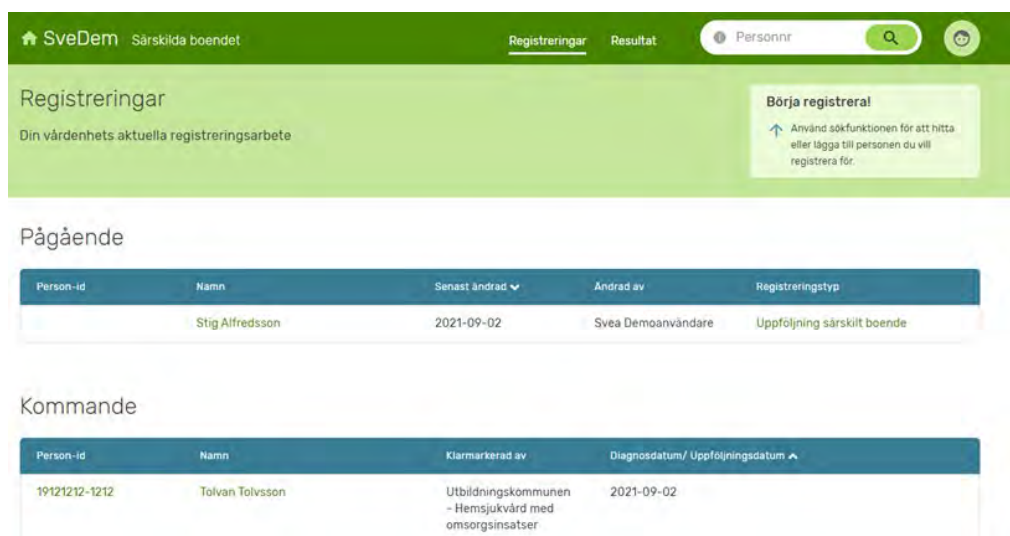 SveDem Särskilda boendet Registreringar Resultat Personnr
Registreringar
Din vårdenhets aktuella registreringsarbete
Börja registrera!
Använd sökfunktionen för att hitta
eller lägga till personen du vill
registrera för.
Pågående
Person-id Namn Senast ändrad Ändrad av Registreringstyp
Stig Alfredsson 2021-09-02 Svea Demoanvändare Uppföljning särskilt boende
Kommande
Person-id Namn Klarmarkerad av Diagnosdatum/ Uppföljningsdatum
19121212-1212 Tolvan Tolvsson Utbildningskommunen 2021-09-02
- Hemsjukvård med
omsorgsinsatser